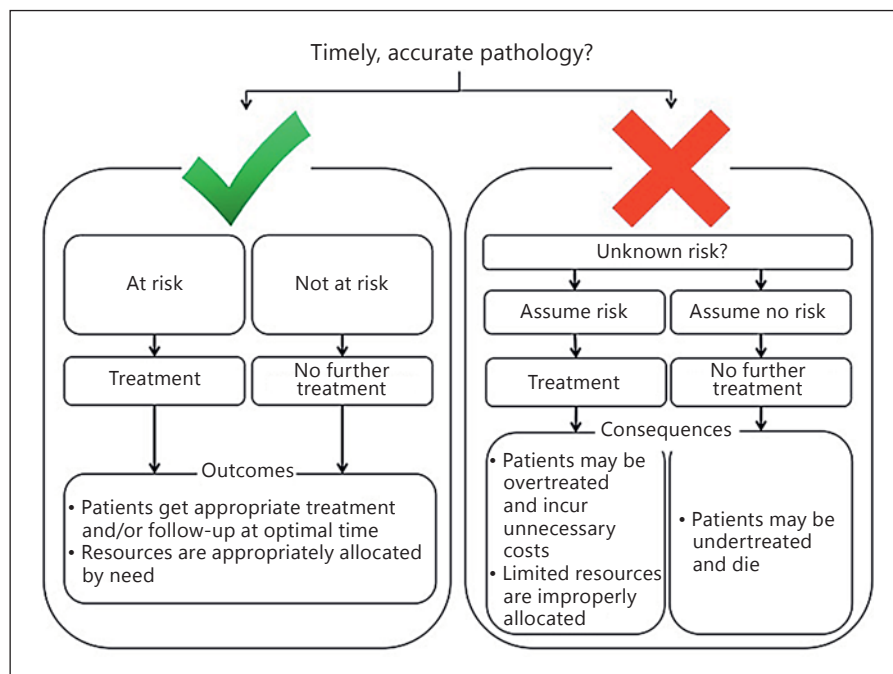 Timely, accurate pathology?
At risk
Not at risk
Treatment
No further
treatment
Outcomes
• Patients get appropriate treatment
and/or follow-up at optimal time
• Resources are appropriately allocated
by need
Unknown risk?
Assume risk
Assume no risk
Treatment
No further
treatment
Consequences
• Patients may be
overtreated
and incur
unnecessary
costs
• Limited resources
are improperly
allocated
• Patients may be
undertreated
and die